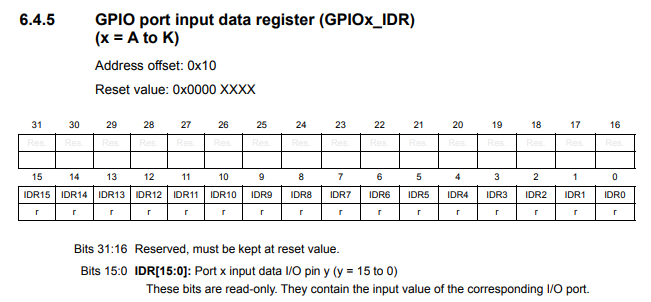 6.4.5 GPIO port input data register (GPIOx_IDR)
(x = A to K)
Address offset: 0x10
Reset value: 0x0000 XXXX
31 30 29 28 27 26 25 24 23 22 21 20 19 18 17 16
Res. Res. Res. Res. Res. Res. Res. Res. Res. Res. Res. Res. Res. Res. Res. Res.
15 14 13 12 11 10 9 8 7 6 5 4 3 2 1 0
IDR15 IDR14 IDR13 IDR12 IDR11 IDR10 IDR9 IDR8 IDR7 IDR6 IDR5 IDR4 IDR3 IDR2 IDR1 IDR0
r r r r r r r r r r r r r r r r
Bits 31:16 Reserved, must be kept at reset value.
Bits 15:0 IDR[15:0]: Port x input data I/O pin y (y = 15 to 0)
These bits are read-only. They contain the input value of the corresponding I/O port.